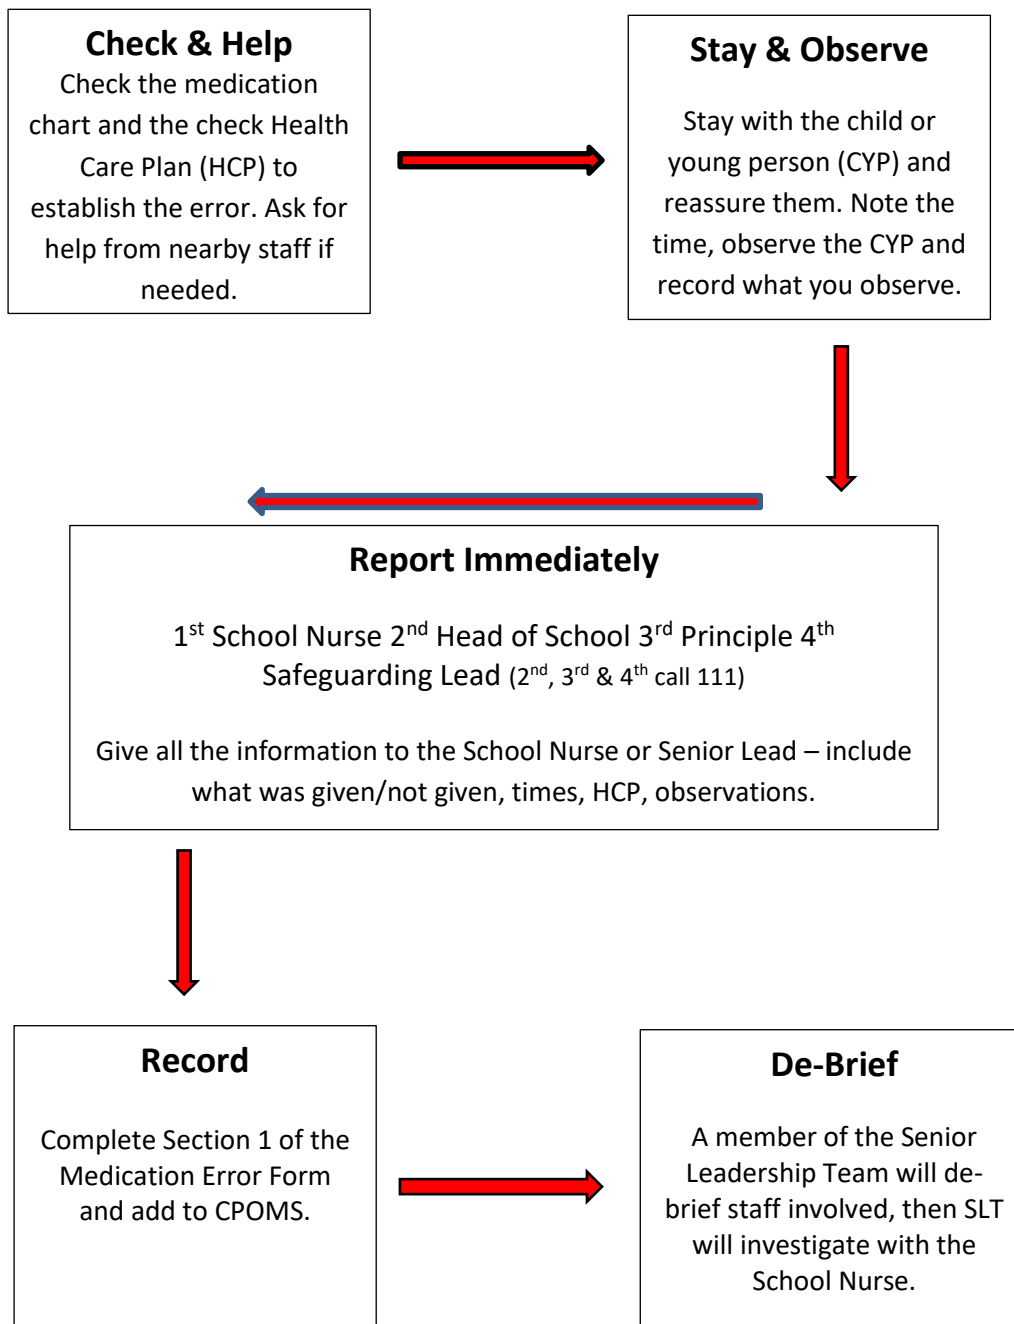 Check & Help
Check the medication
chart and the check Health
Care Plan (HCP) to
establish the error. Ask for
help from nearby staff if
needed.
Stay & Observe
Stay with the child or
young person (CYP) and
reassure them. Note the
time, observe the CYP and
record what you observe.
Report Immediately
1st School Nurse 2nd Head of School 3rd Principle 4th
Safeguarding Lead (2nd, 3rd & 4th call 111)
Give all the information to the School Nurse or Senior Lead – include
what was given/not given, times, HCP, observations.
Record
Complete Section 1 of the
Medication Error Form
and add to CPOMS.
De-Brief
A member of the Senior
Leadership Team will de-
brief staff involved, then SLT
will investigate with the
School Nurse.